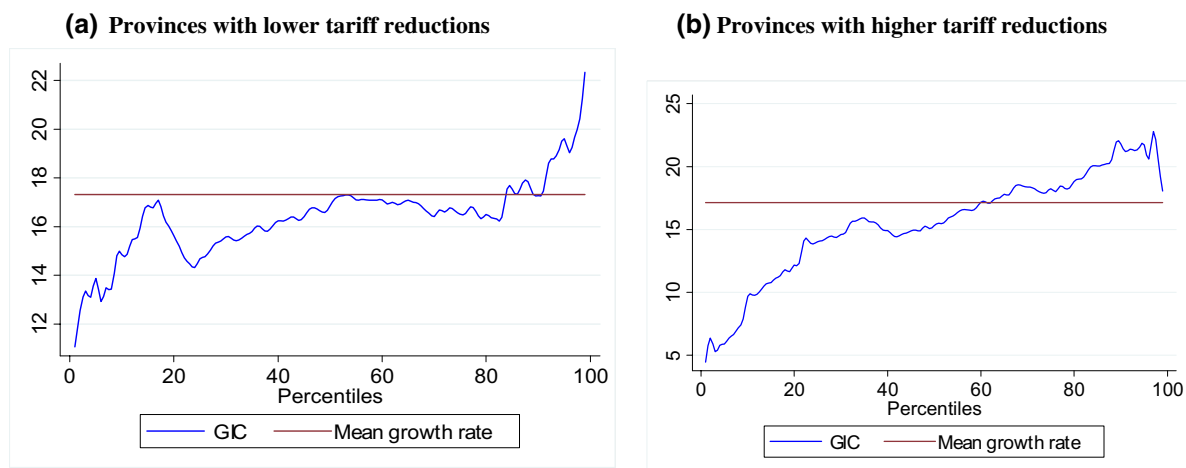 (a) Provinces with lower tariff reductions
22
20
18
16
14
12
0 20 40 60 80 100
Percentiles
GIC Mean growth rate
(b) Provinces with higher tariff reductions
25
20
15
10
5
0 20 40 60 80 100
Percentiles
GIC Mean growth rate